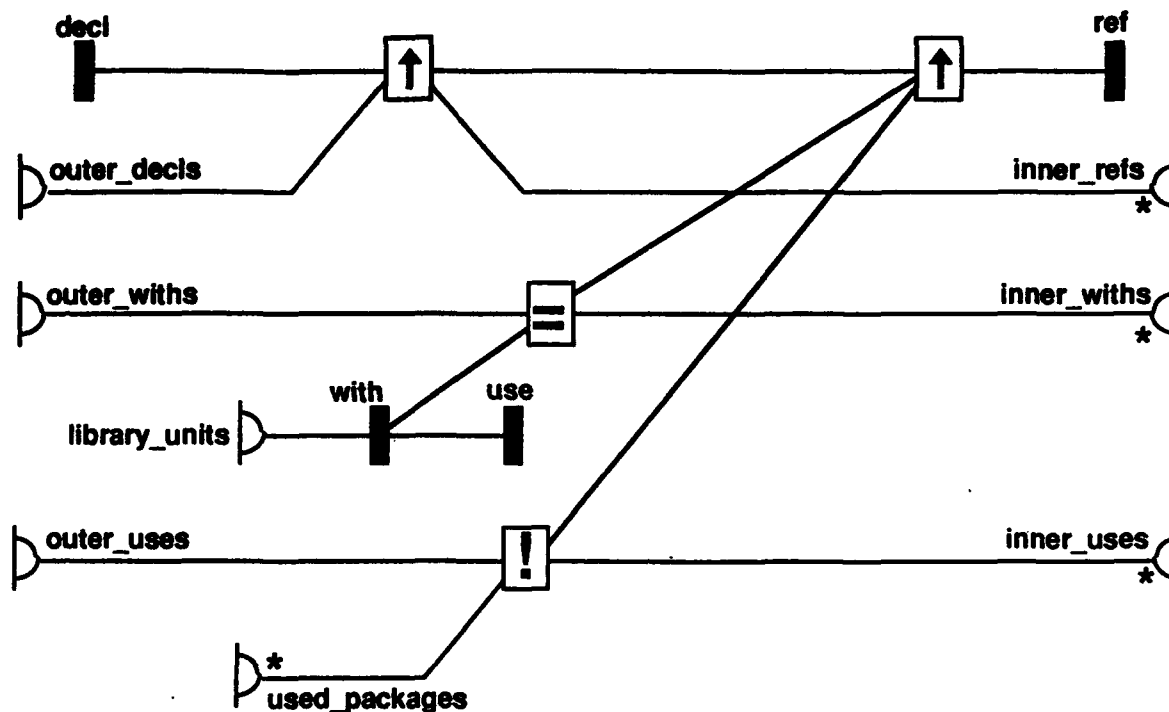 decl
ref
↑
↑
outer_decls
inner_refs
*
outer_withs
inner_withs
=
*
with
use
library_units
outer_uses
inner_uses
!
*
*
used_packages